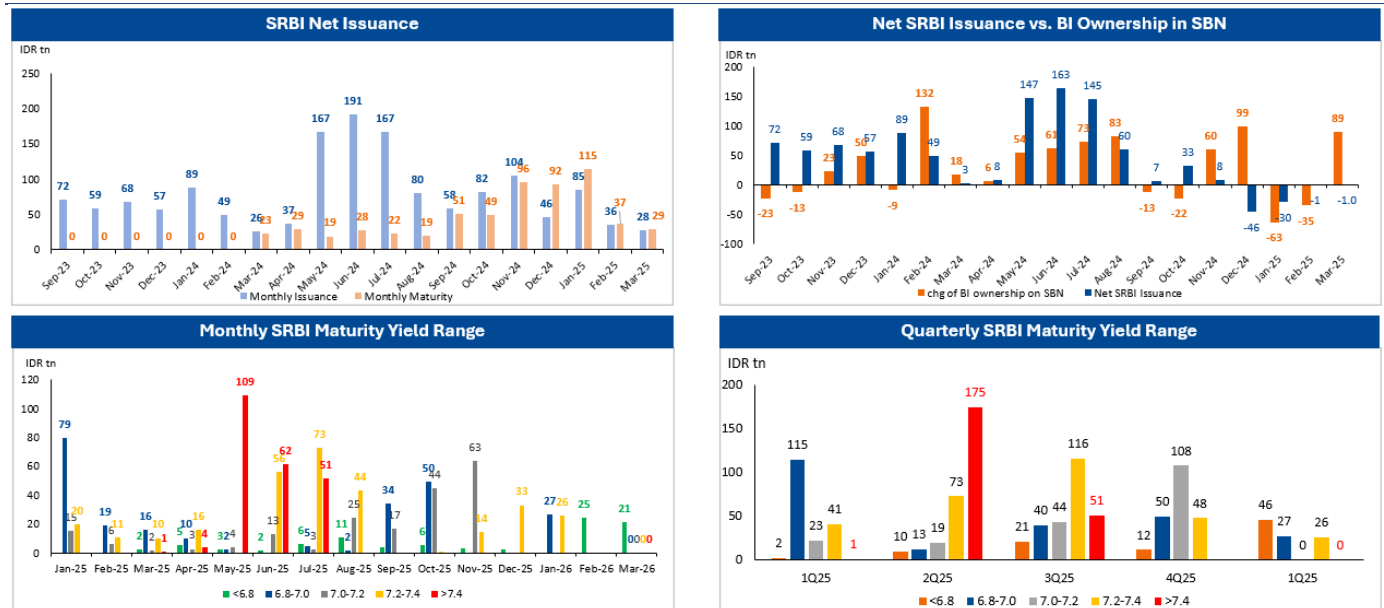 SRBI Net Issuance
IDR tn
250
200
150
100
50
0
72 59 68 57 89 49 26 37 167 191 167 80 58 82 104 46 85 36 28
0 0 0 0 0 0 23 29 19 28 22 19 51 49 96 92 115 37 29
Sep-23 Oct-23 Nov-23 Dec-23 Jan-24 Feb-24 Mar-24 Apr-24 May-24 Jun-24 Jul-24 Aug-24 Sep-24 Oct-24 Nov-24 Dec-24 Jan-25 Feb-25 Mar-25
Monthly Issuance Monthly Maturity
Net SRBI Issuance vs. BI Ownership in SBN
IDR tn
200
150
100
50
0
-50
-100
-23 -13 23 50 -9 132 18 6 54 61 73 83 -13 -22 60 99 -63 -35 89
72 59 68 57 89 49 3 8 147 163 145 60 7 33 8 -46 -30 -1 -1.0
Sep-23 Oct-23 Nov-23 Dec-23 Jan-24 Feb-24 Mar-24 Apr-24 May-24 Jun-24 Jul-24 Aug-24 Sep-24 Oct-24 Nov-24 Dec-24 Jan-25 Feb-25 Mar-25
chg of BI ownership on SBN Net SRBI Issuance
Monthly SRBI Maturity Yield Range
IDR tn
120
100
80
60
40
20
0
79 15 20 19 6 11 2 16 2 10 1 5 10 3 16 4 3 2 4 109 2 13 56 62 6 5 3 73 51 11 2 25 44 34 17 6 50 44 63 14 33 27 26 25 21 0 0 0 0
Jan-25 Feb-25 Mar-25 Apr-25 May-25 Jun-25 Jul-25 Aug-25 Sep-25 Oct-25 Nov-25 Dec-25 Jan-26 Feb-26 Mar-26
<6.8 6.8-7.0 7.0-7.2 7.2-7.4 >7.4
Quarterly SRBI Maturity Yield Range
IDR tn
200
150
100
50
0
2 115 23 41 1 10 13 19 73 175 21 40 44 116 51 12 50 108 48 46 27 0 26 0
1Q25 2Q25 3Q25 4Q25 1Q25
<6.8 6.8-7.0 7.0-7.2 7.2-7.4 >7.4